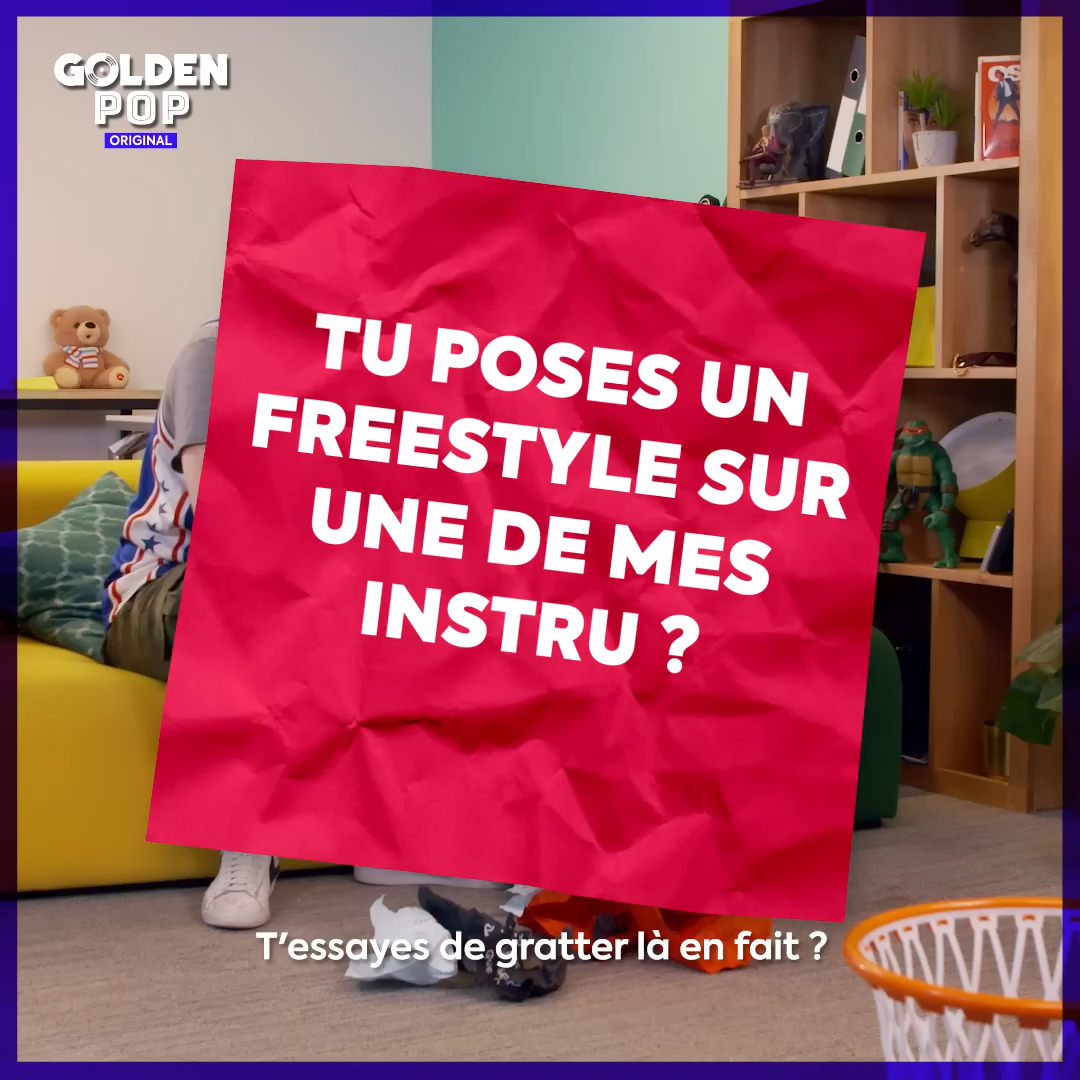 GOLDEN
POP
ORIGINAL
TU POSES UN
FREESTYLE SUR
UNE DE MES
INSTRU ?
T'essayes de gratter là en fait ?